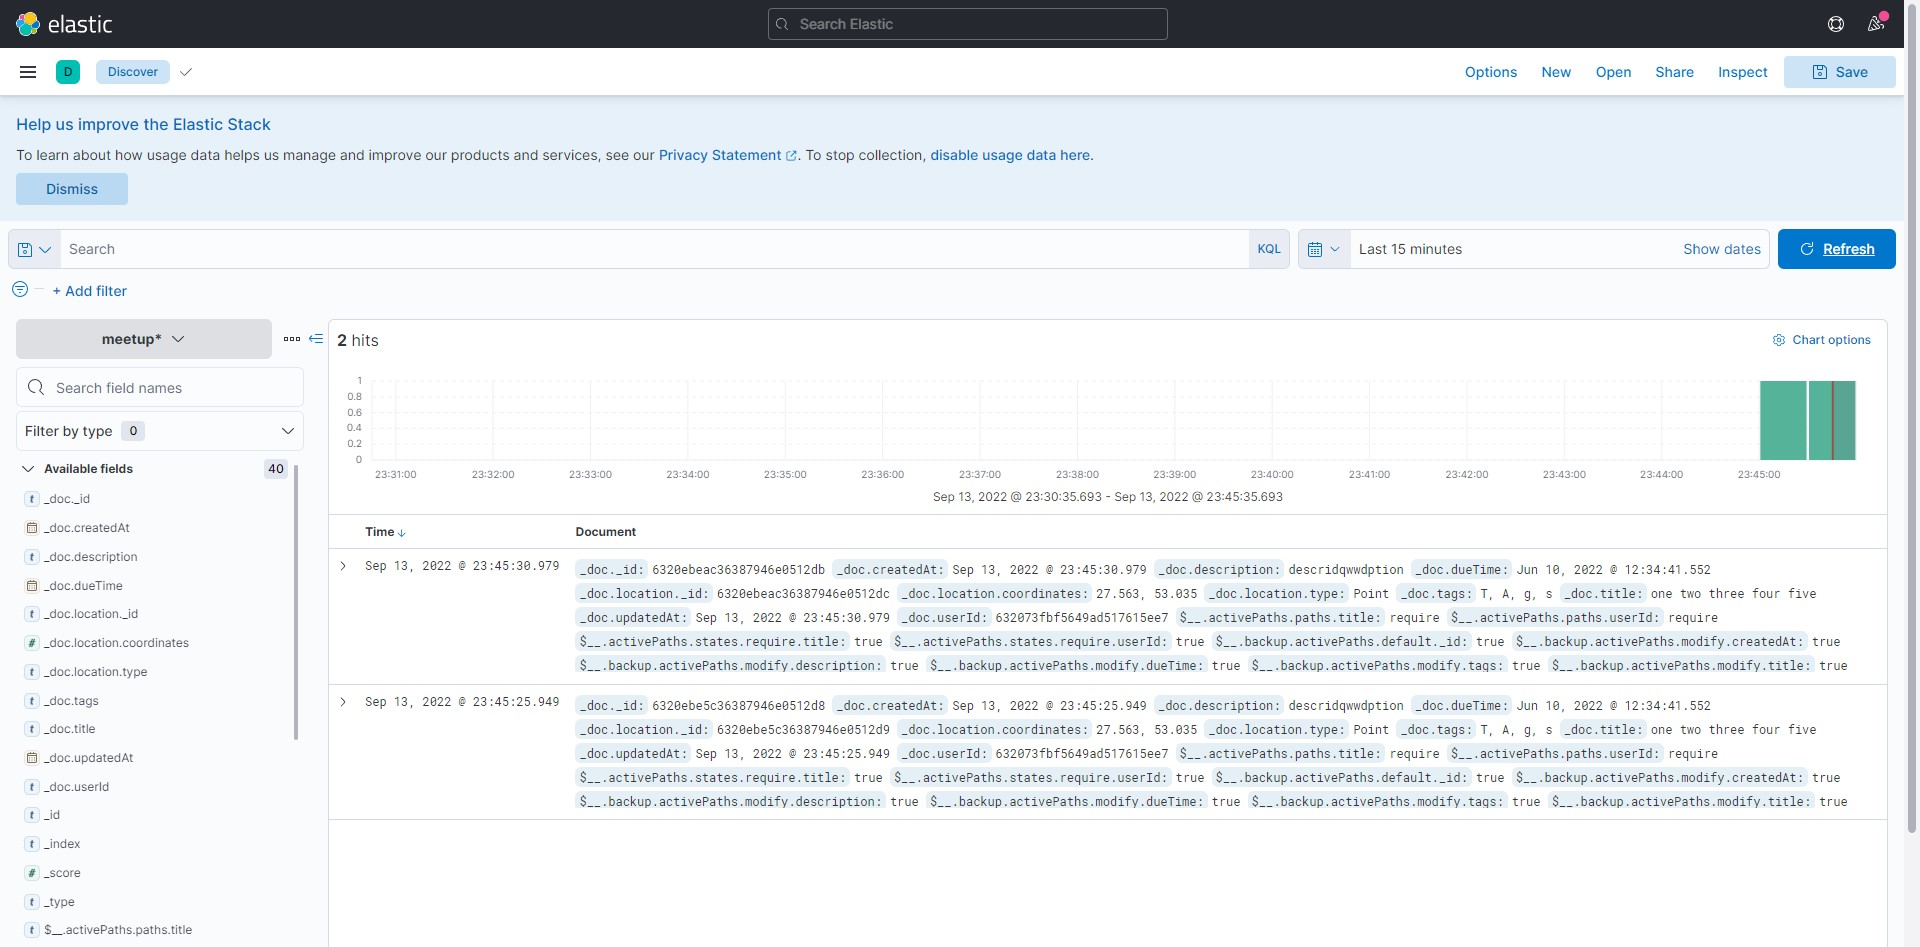 elastic
Search Elastic
D
Discover
Options New Open Share Inspect Save
Help us improve the Elastic Stack
To learn about how usage data helps us manage and improve our products and services, see our Privacy Statement. To stop collection, disable usage data here.
Dismiss
Search KQL Last 15 minutes Show dates Refresh
+ Add filter
meetup*
Search field names
Filter by type 0
Available fields 40
t _doc._id
_doc.createdAt
t _doc.description
_doc.dueTime
t _doc.location._id
# _doc.location.coordinates
t _doc.location.type
t _doc.tags
t _doc.title
_doc.updatedAt
t _doc.userId
t _id
t _index
# _score
t _type
t $__.activePaths.paths.title
2 hits
Chart options
1
0.8
0.6
0.4
0.2
0
23:31:00 23:32:00 23:33:00 23:34:00 23:35:00 23:36:00 23:37:00 23:38:00 23:39:00 23:40:00 23:41:00 23:42:00 23:43:00 23:44:00 23:45:00
Sep 13, 2022 @ 23:30:35.693 - Sep 13, 2022 @ 23:45:35.693
Time Document
Sep 13, 2022 @ 23:45:30.979
_doc._id: 6320ebeac36387946e0512db _doc.createdAt: Sep 13, 2022 @ 23:45:30.979 _doc.description: descridqwwdption _doc.dueTime: Jun 10, 2022 @ 12:34:41.552
_doc.location._id: 6320ebeac36387946e0512dc _doc.location.coordinates: 27.563, 53.035 _doc.location.type: Point _doc.tags: T, A, g, s _doc.title: one two three four five
_doc.updatedAt: Sep 13, 2022 @ 23:45:30.979 _doc.userId: 632073fbf5649ad517615ee7 $__.activePaths.paths.title: require $__.activePaths.paths.userId: require
$__.activePaths.states.require.title: true $__.activePaths.states.require.userId: true $__.backup.activePaths.default._id: true $__.backup.activePaths.modify.createdAt: true
$__.backup.activePaths.modify.description: true $__.backup.activePaths.modify.dueTime: true $__.backup.activePaths.modify.tags: true $__.backup.activePaths.modify.title: true
Sep 13, 2022 @ 23:45:25.949
_doc._id: 6320ebe5c36387946e0512d8 _doc.createdAt: Sep 13, 2022 @ 23:45:25.949 _doc.description: descridqwwdption _doc.dueTime: Jun 10, 2022 @ 12:34:41.552
_doc.location._id: 6320ebe5c36387946e0512d9 _doc.location.coordinates: 27.563, 53.035 _doc.location.type: Point _doc.tags: T, A, g, s _doc.title: one two three four five
_doc.updatedAt: Sep 13, 2022 @ 23:45:25.949 _doc.userId: 632073fbf5649ad517615ee7 $__.activePaths.paths.title: require $__.activePaths.paths.userId: require
$__.activePaths.states.require.title: true $__.activePaths.states.require.userId: true $__.backup.activePaths.default._id: true $__.backup.activePaths.modify.createdAt: true
$__.backup.activePaths.modify.description: true $__.backup.activePaths.modify.dueTime: true $__.backup.activePaths.modify.tags: true $__.backup.activePaths.modify.title: true